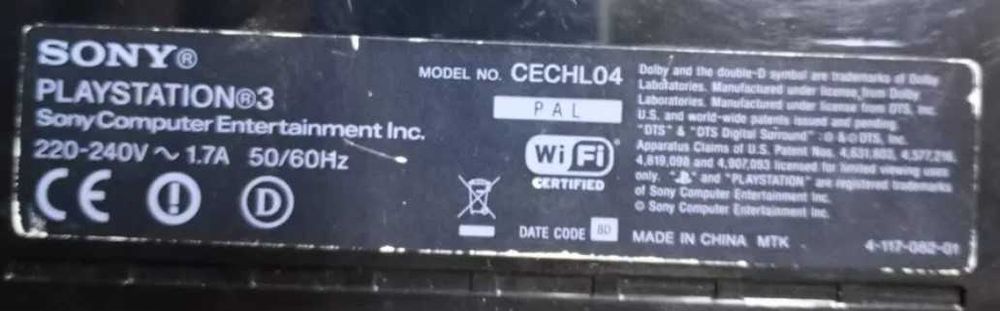 SONY®
PLAYSTATION®3
Sony Computer Entertainment Inc.
220-240V ~ 1.7A 50/60Hz
CE
D
MODEL NO. CECHL04
PAL
Wi Fi
CERTIFIED
DATE CODE 8D
Dolby and the double-D symbol are trademarks of Dolby
Laboratories. Manufactured under license from Dolby
Laboratories. Manufactured under license from DTS, Inc.
U.S. and world-wide patents issued and pending.
"DTS" & "DTS Digital Surround" : ® & © DTS, Inc.
Apparatus Claims of U.S. Patent Nos. 4,631,603, 4,577,216,
4,819,098 and 4,907,093 licensed for limited viewing uses
only. " " and "PLAYSTATION" are registered trademarks
of Sony Computer Entertainment Inc.
© Sony Computer Entertainment Inc.
MADE IN CHINA MTK 4-117-082-01